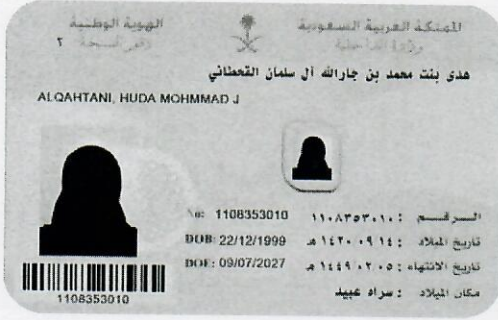 المملكة العربية السعودية
الهوية الوطنية
وزارة الداخلية
رقم النسخة ٢
هدى بنت محمد بن جارالله آل سلمان القحطاني
ALQAHTANI, HUDA MOHMMAD J
No: 1108353010 الرقم : ١١٠٨٣٥٣٠١٠
DOB: 22/12/1999 تاريخ الميلاد : ١٤٢٠/٠٩/١٤ هـ
DOE: 09/07/2027 تاريخ الانتهاء : ١٤٤٩/٠٢/٠٥ هـ
مكان الميلاد : سراة عبيد
1108353010